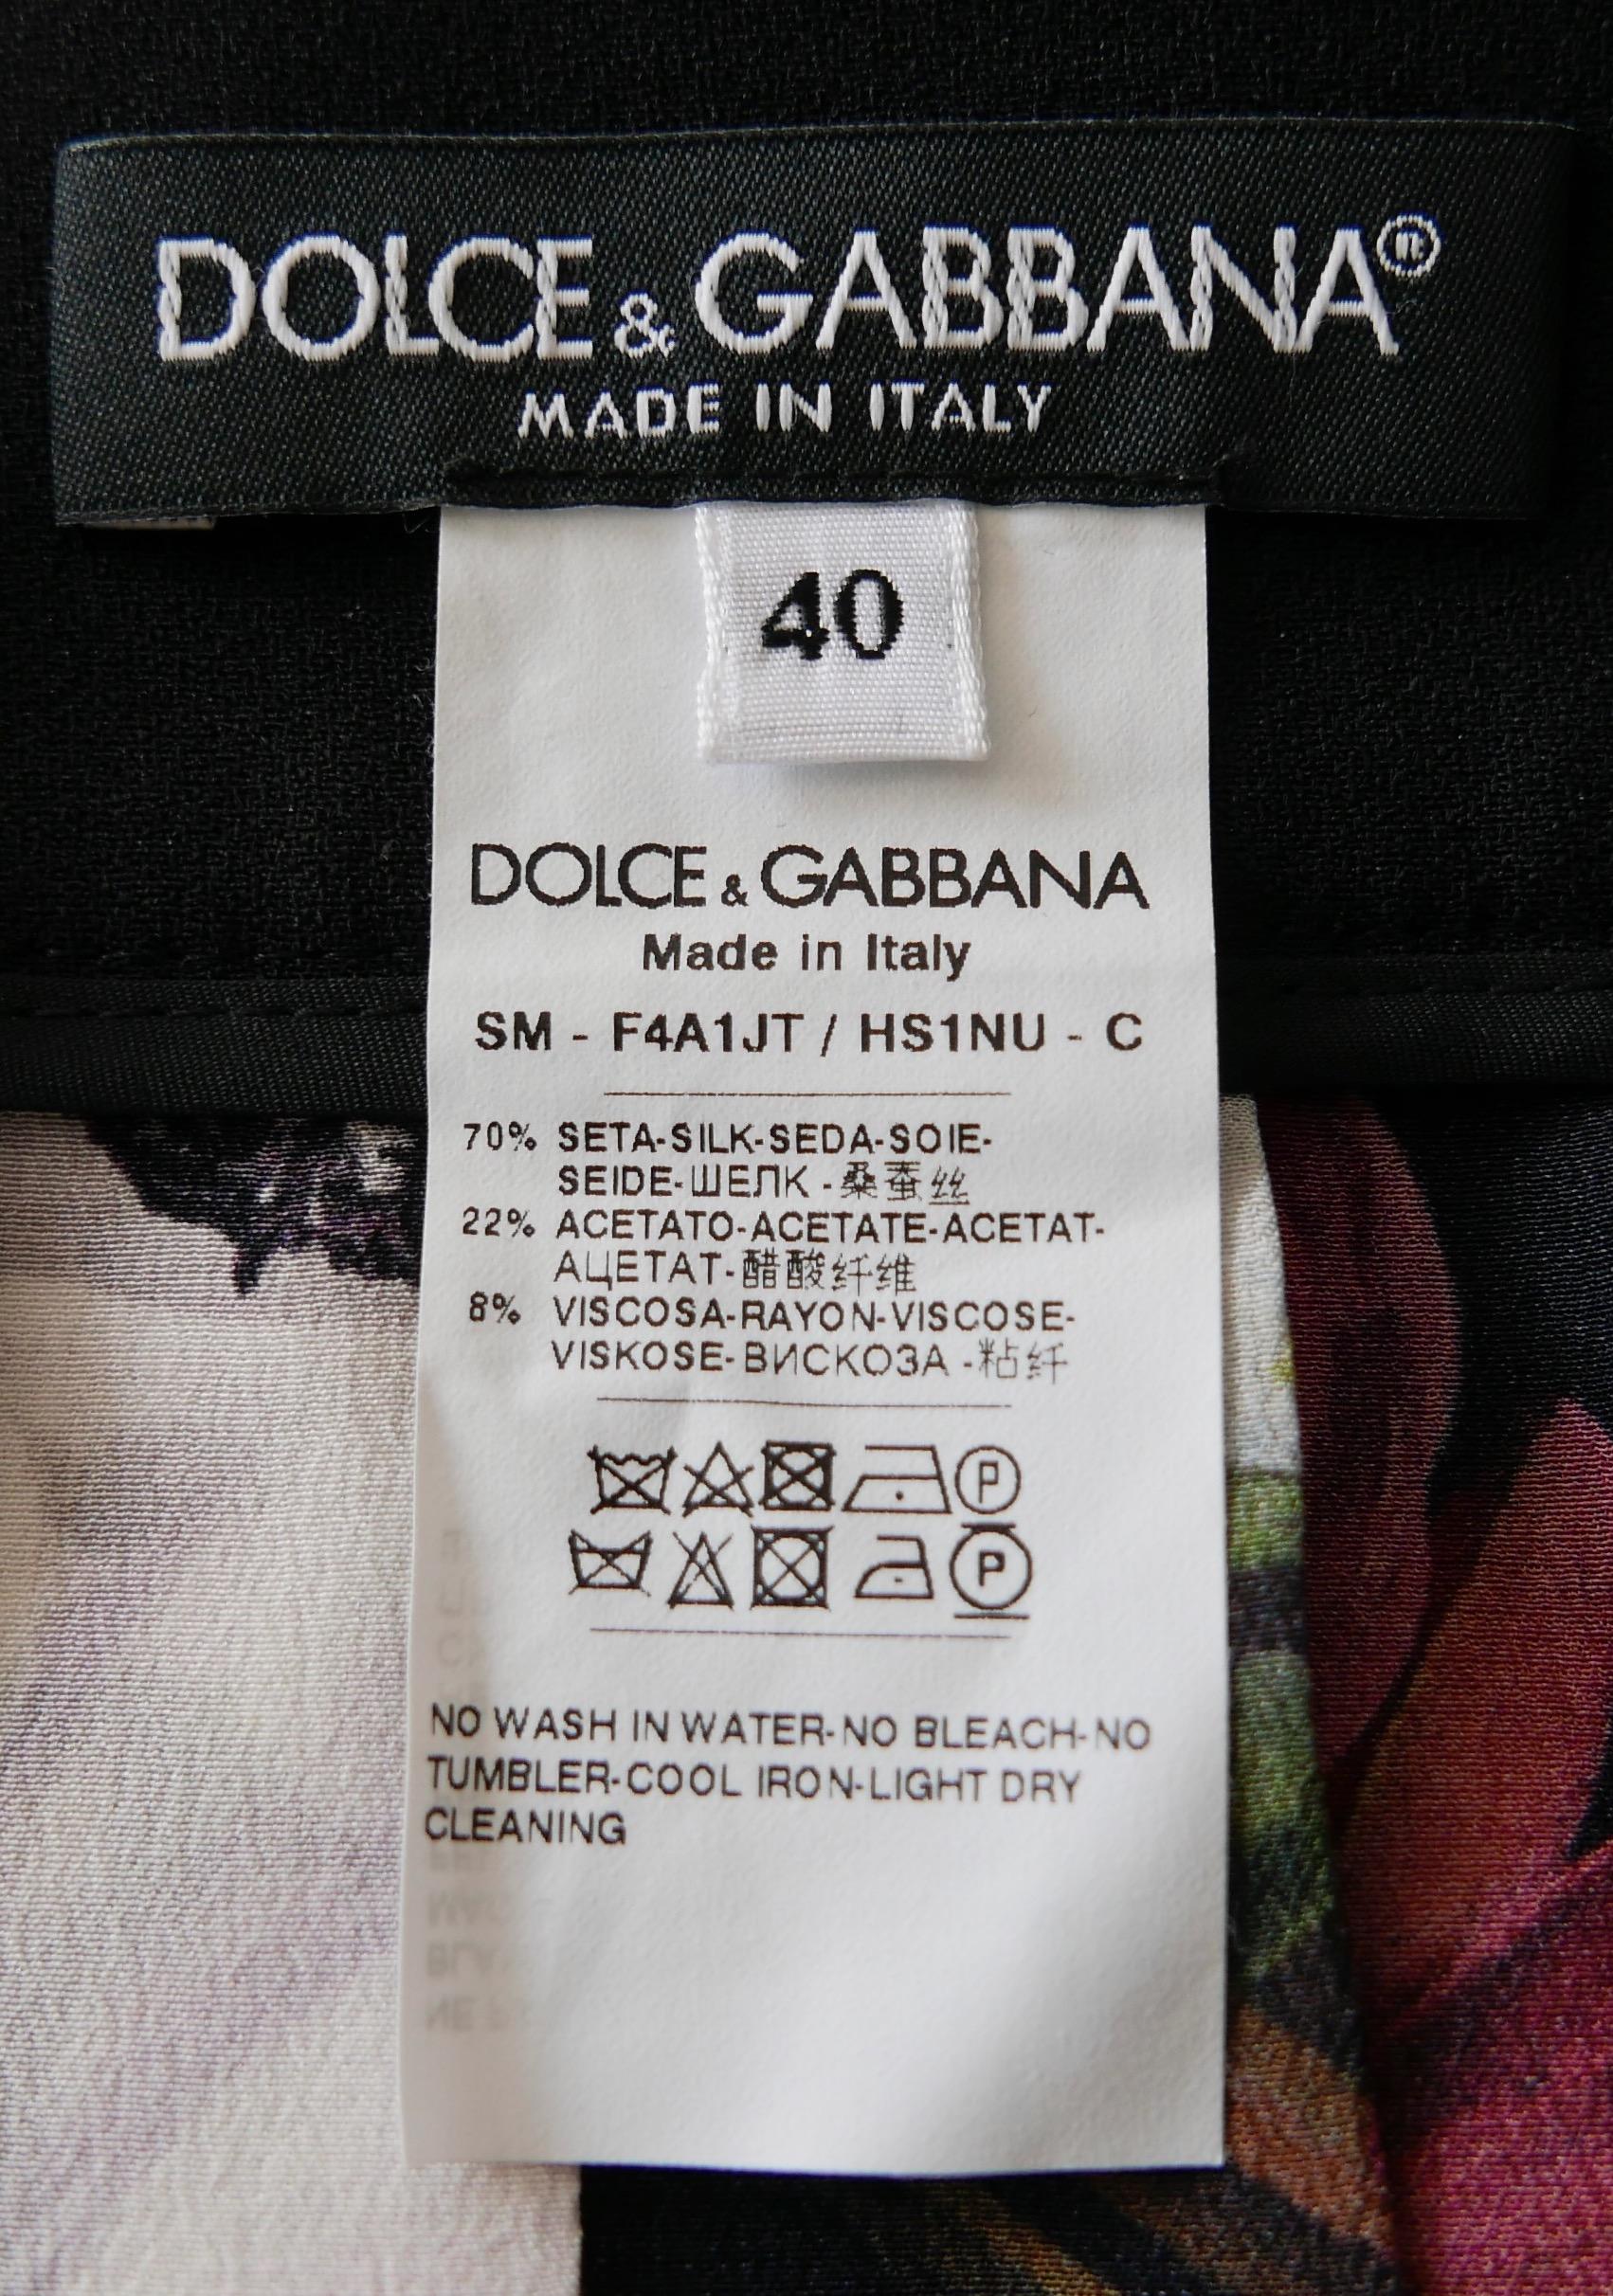 DOLCE & GABBANA®
MADE IN ITALY
40
DOLCE & GABBANA
Made in Italy
SM - F4A1JT / HS1NU - C
70% SETA-SILK-SEDA-SOIE-
SEIDE-ШЕЛК -桑蚕丝
22% ACETATO-ACETATE-ACETAT-
АЦЕТАТ-醋酸纤维
8% VISCOSA-RAYON-VISCOSE-
VISKOSE-ВИСКОЗА -粘纤
P
P
NO WASH IN WATER-NO BLEACH-NO
TUMBLER-COOL IRON-LIGHT DRY
CLEANING